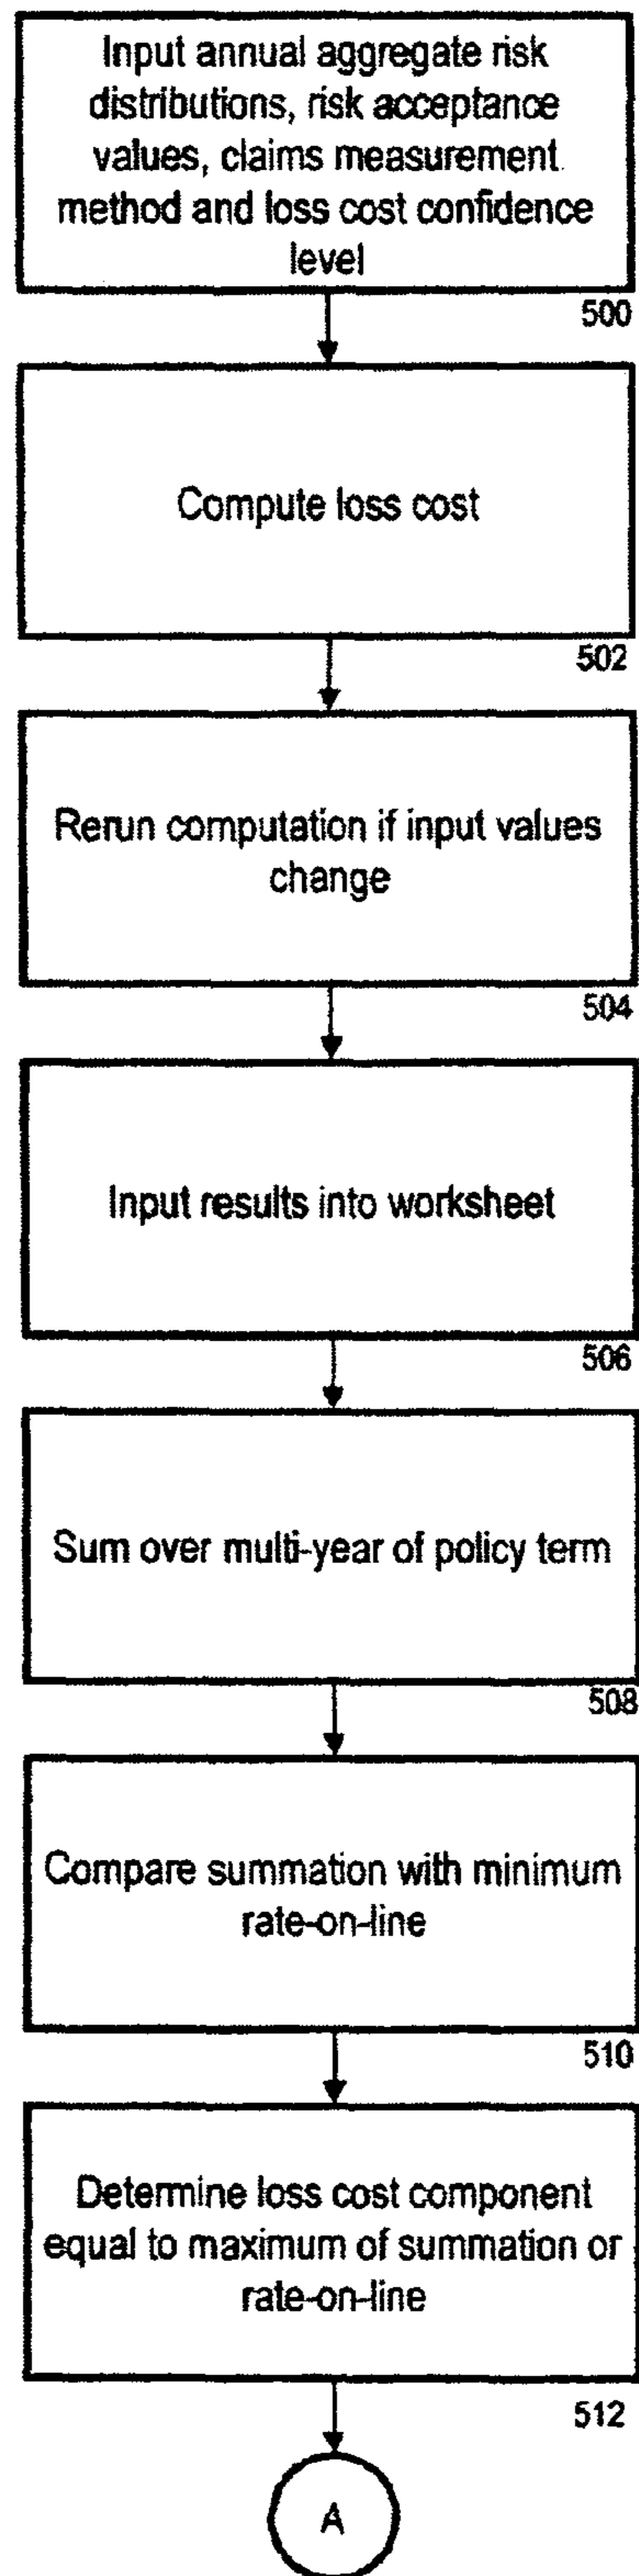 Input annual aggregate risk
distributions, risk acceptance
values, claims measurement
method and loss cost confidence
level
500
Compute loss cost
502
Rerun computation if input values
change
504
Input results into worksheet
506
Sum over multi-year of policy term
508
Compare summation with minimum
rate-on-line
510
Determine loss cost component
equal to maximum of summation or
rate-on-line
512
A